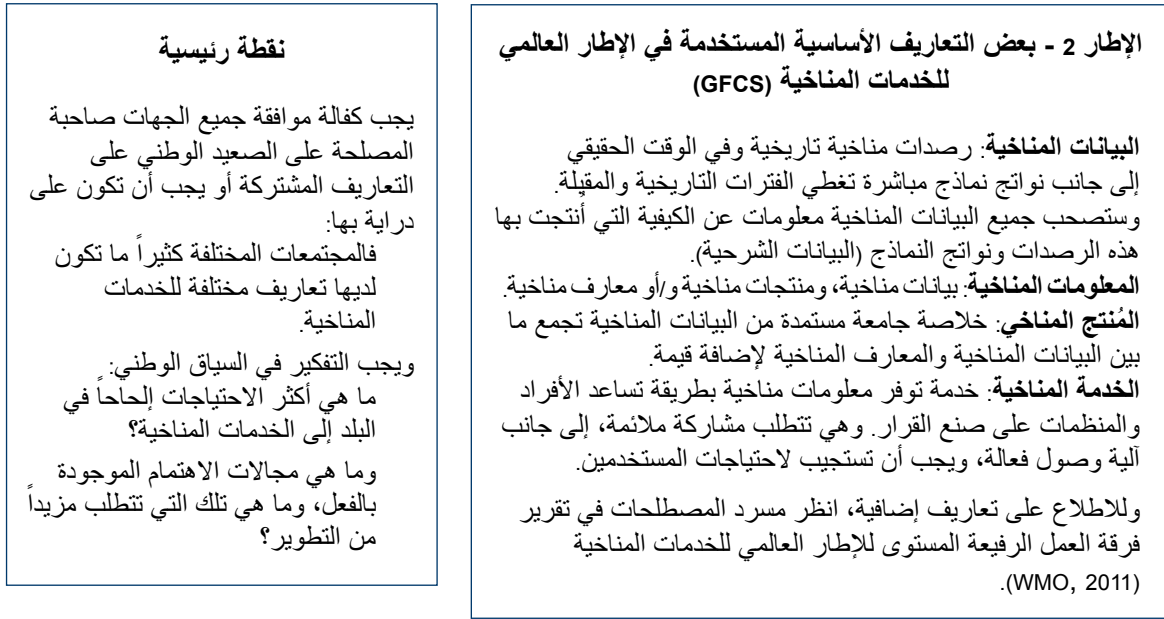 الإطار 2 - بعض التعاريف الأساسية المستخدمة في الإطار العالمي
للخدمات المناخية (GFCS)
البيانات المناخية: رصدات مناخية تاريخية وفي الوقت الحقيقي
إلى جانب نواتج نماذج مباشرة تغطي الفترات التاريخية والمقبلة.
وستصحب جميع البيانات المناخية معلومات عن الكيفية التي أُنتجت بها
هذه الرصدات ونواتج النماذج (البيانات الشرحية).
المعلومات المناخية: بيانات مناخية، ومنتجات مناخية و/أو معارف مناخية.
المُنتج المناخي: خلاصة جامعة مستمدة من البيانات المناخية تجمع ما
بين البيانات المناخية والمعارف المناخية لإضافة قيمة.
الخدمة المناخية: خدمة توفر معلومات مناخية بطريقة تساعد الأفراد
والمنظمات على صنع القرار. وهي تتطلب مشاركة ملائمة، إلى جانب
آلية وصول فعالة، ويجب أن تستجيب لاحتياجات المستخدمين.
وللاطلاع على تعاريف إضافية، انظر مسرد المصطلحات في تقرير
فرقة العمل الرفيعة المستوى للإطار العالمي للخدمات المناخية
(WMO, 2011).
نقطة رئيسية
يجب كفالة موافقة جميع الجهات صاحبة
المصلحة على الصعيد الوطني على
التعاريف المشتركة أو يجب أن تكون على
دراية بها:
فالمجتمعات المختلفة كثيراً ما تكون
لديها تعاريف مختلفة للخدمات
المناخية.
ويجب التفكير في السياق الوطني:
ما هي أكثر الاحتياجات إلحاحاً في
البلد إلى الخدمات المناخية؟
وما هي مجالات الاهتمام الموجودة
بالفعل، وما هي تلك التي تتطلب مزيداً
من التطوير؟